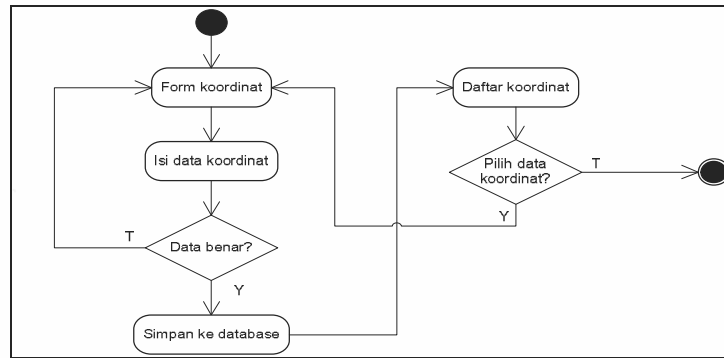 Form koordinat
Isi data koordinat
Data benar?
T
Y
Simpan ke database
Daftar koordinat
Pilih data
koordinat?
T
Y